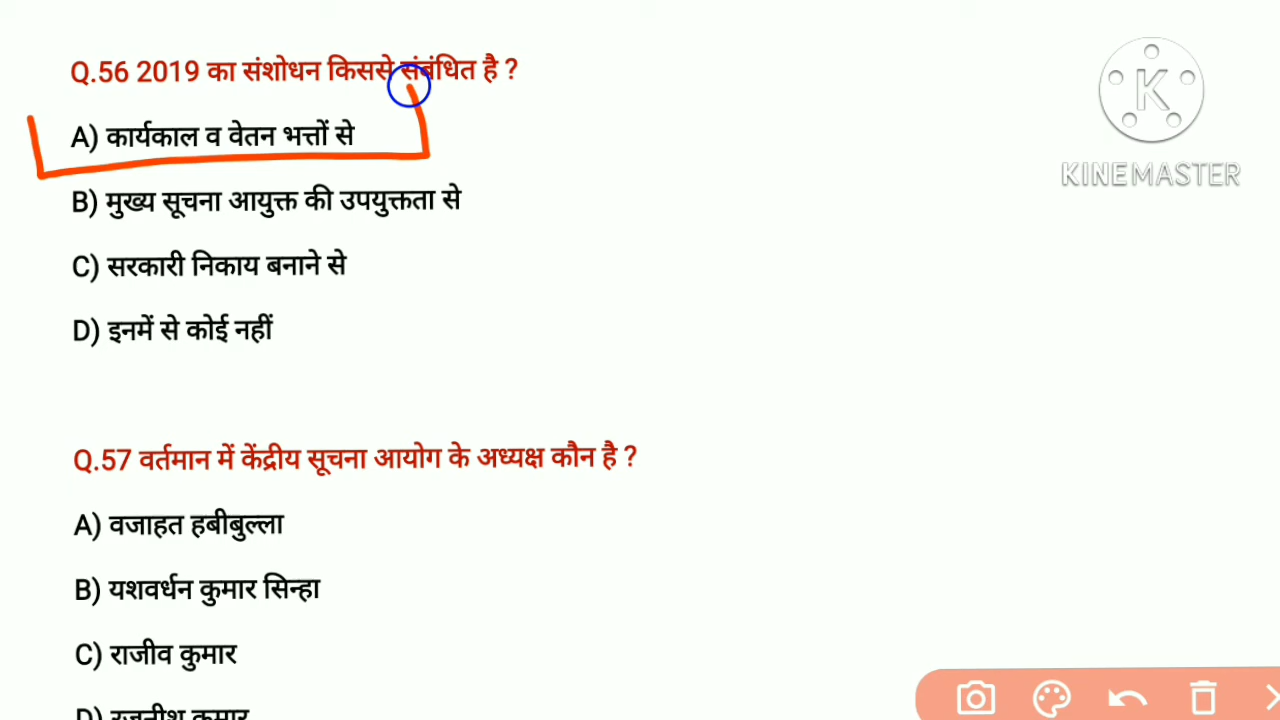 Q.56 2019 का संशोधन किससे संबंधित है ?
A) कार्यकाल व वेतन भत्तों से
B) मुख्य सूचना आयुक्त की उपयुक्तता से
C) सरकारी निकाय बनाने से
D) इनमें से कोई नहीं
K
KINEMASTER
Q.57 वर्तमान में केंद्रीय सूचना आयोग के अध्यक्ष कौन है ?
A) वजाहत हबीबुल्ला
B) यशवर्धन कुमार सिन्हा
C) राजीव कुमार
D) रजनीश कुमार